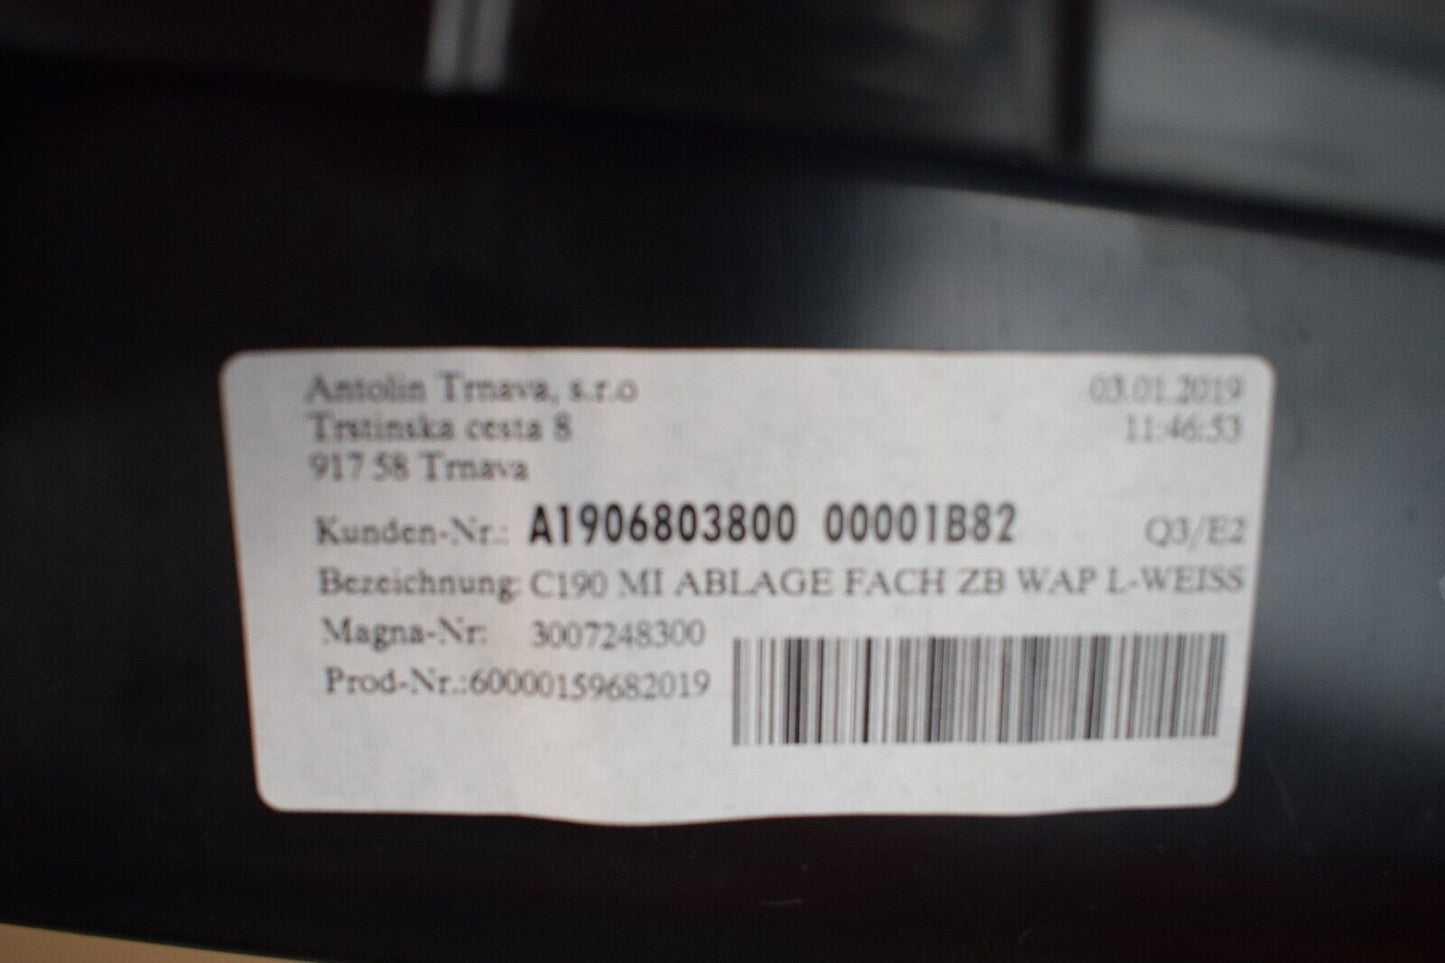 Antolin Trnava, s.r.o 03.01.2019
Trstinska cesta 8 11:46:53
917 58 Trnava
Kunden-Nr.: A1906803800 00001B82 Q3/E2
Bezeichnung: C190 MI ABLAGE FACH ZB WAP L-WEISS
Magna-Nr: 3007248300
Prod-Nr.:60000159682019